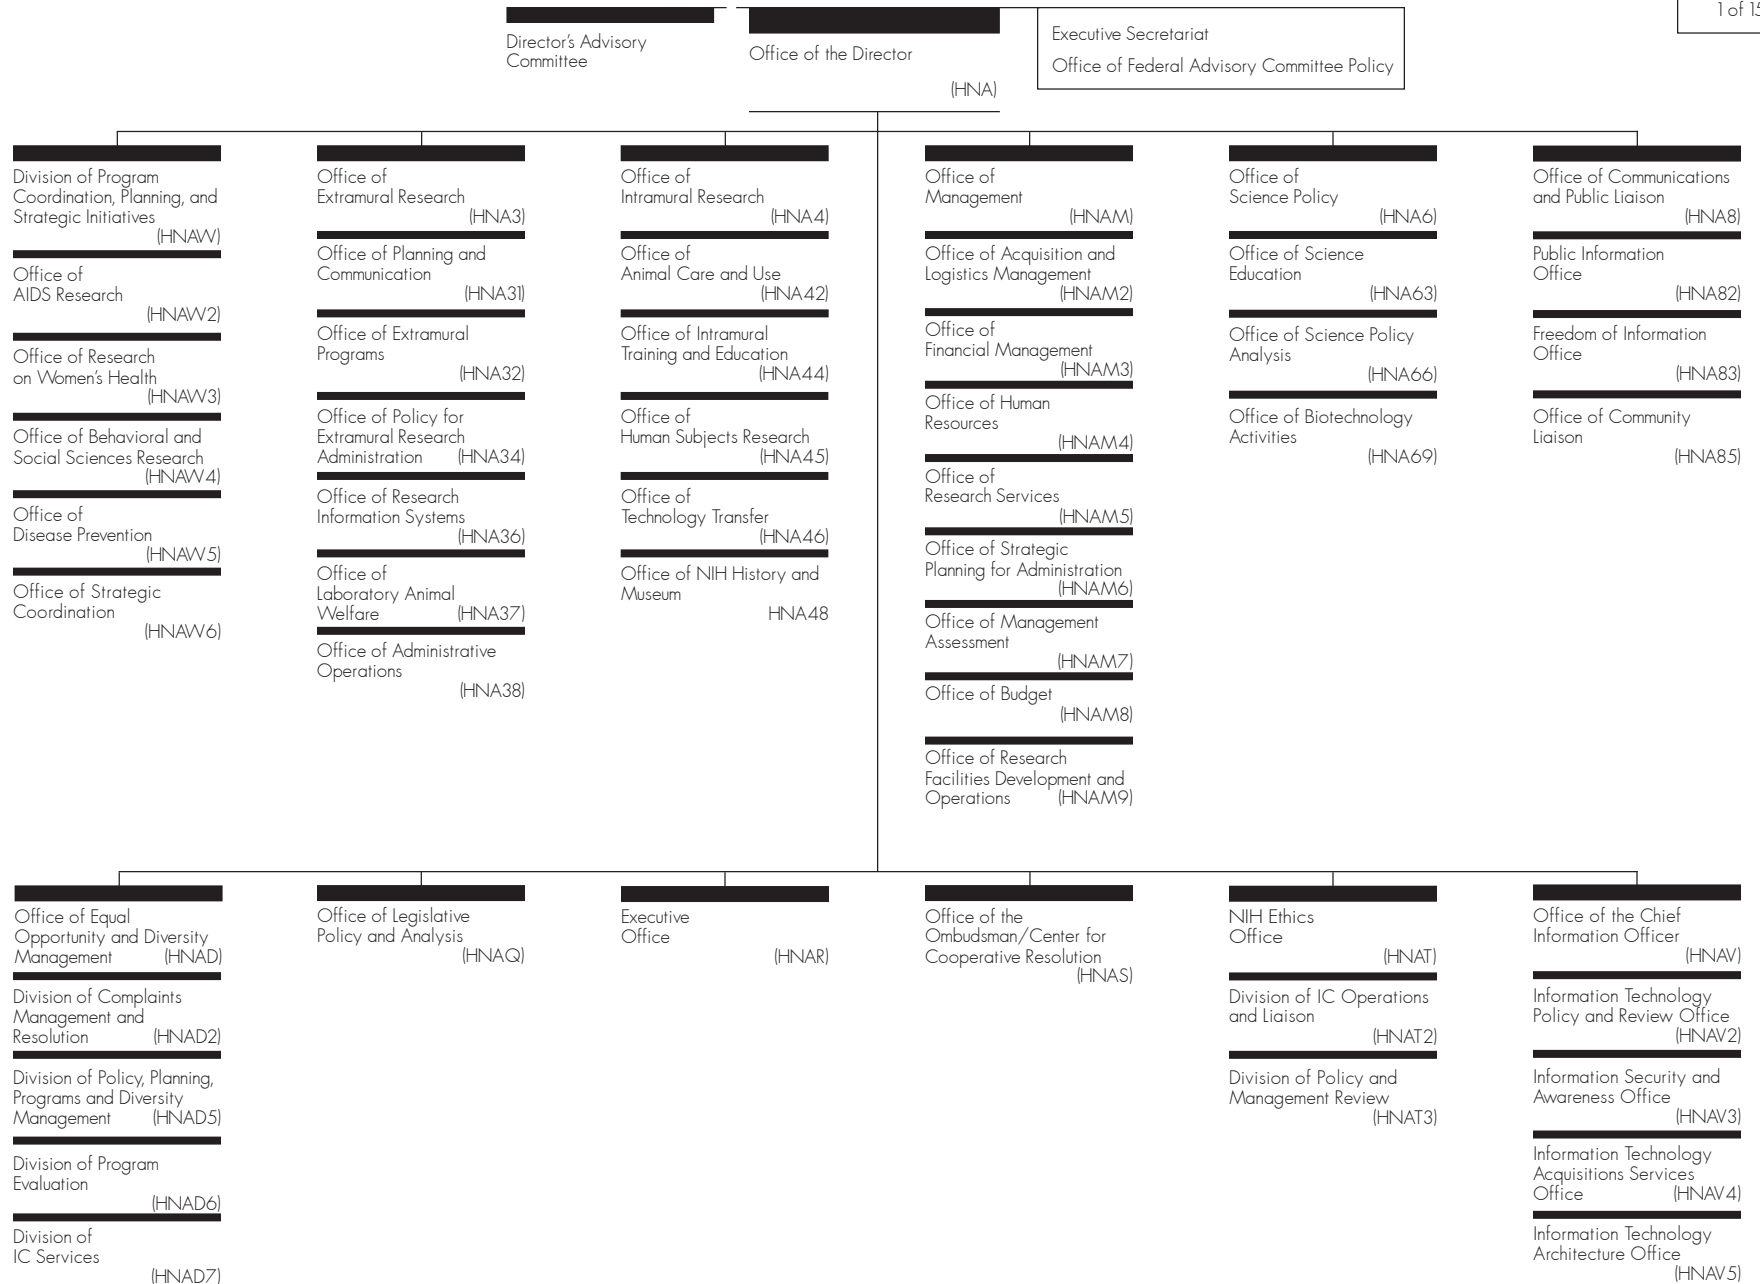 1 of 15
Director's Advisory
Committee
Office of the Director
(HNA)
Executive Secretariat
Office of Federal Advisory Committee Policy
Division of Program
Coordination, Planning, and
Strategic Initiatives
(HNAW)
Office of
AIDS Research
(HNAW2)
Office of Research
on Women's Health
(HNAW3)
Office of Behavioral and
Social Sciences Research
(HNAW4)
Office of
Disease Prevention
(HNAW5)
Office of Strategic
Coordination
(HNAW6)
Office of
Extramural Research
(HNA3)
Office of Planning and
Communication
(HNA31)
Office of Extramural
Programs
(HNA32)
Office of Policy for
Extramural Research
Administration (HNA34)
Office of Research
Information Systems
(HNA36)
Office of
Laboratory Animal
Welfare (HNA37)
Office of Administrative
Operations
(HNA38)
Office of
Intramural Research
(HNA4)
Office of
Animal Care and Use
(HNA42)
Office of Intramural
Training and Education
(HNA44)
Office of
Human Subjects Research
(HNA45)
Office of
Technology Transfer
(HNA46)
Office of NIH History and
Museum
HNA48
Office of
Management
(HNAM)
Office of Acquisition and
Logistics Management
(HNAM2)
Office of
Financial Management
(HNAM3)
Office of Human
Resources
(HNAM4)
Office of
Research Services
(HNAM5)
Office of Strategic
Planning for Administration
(HNAM6)
Office of Management
Assessment
(HNAM7)
Office of Budget
(HNAM8)
Office of Research
Facilities Development and
Operations (HNAM9)
Office of
Science Policy
(HNA6)
Office of Science
Education
(HNA63)
Office of Science Policy
Analysis
(HNA66)
Office of Biotechnology
Activities
(HNA69)
Office of Communications
and Public Liaison
(HNA8)
Public Information
Office
(HNA82)
Freedom of Information
Office
(HNA83)
Office of Community
Liaison
(HNA85)
Office of Equal
Opportunity and Diversity
Management (HNAD)
Division of Complaints
Management and
Resolution (HNAD2)
Division of Policy, Planning,
Programs and Diversity
Management (HNAD5)
Division of Program
Evaluation
(HNAD6)
Division of
IC Services
(HNAD7)
Office of Legislative
Policy and Analysis
(HNAQ)
Executive
Office
(HNAR)
Office of the
Ombudsman/Center for
Cooperative Resolution
(HNAS)
NIH Ethics
Office
(HNAT)
Division of IC Operations
and Liaison
(HNAT2)
Division of Policy and
Management Review
(HNAT3)
Office of the Chief
Information Officer
(HNAV)
Information Technology
Policy and Review Office
(HNAV2)
Information Security and
Awareness Office
(HNAV3)
Information Technology
Acquisitions Services
Office (HNAV4)
Information Technology
Architecture Office
(HNAV5)